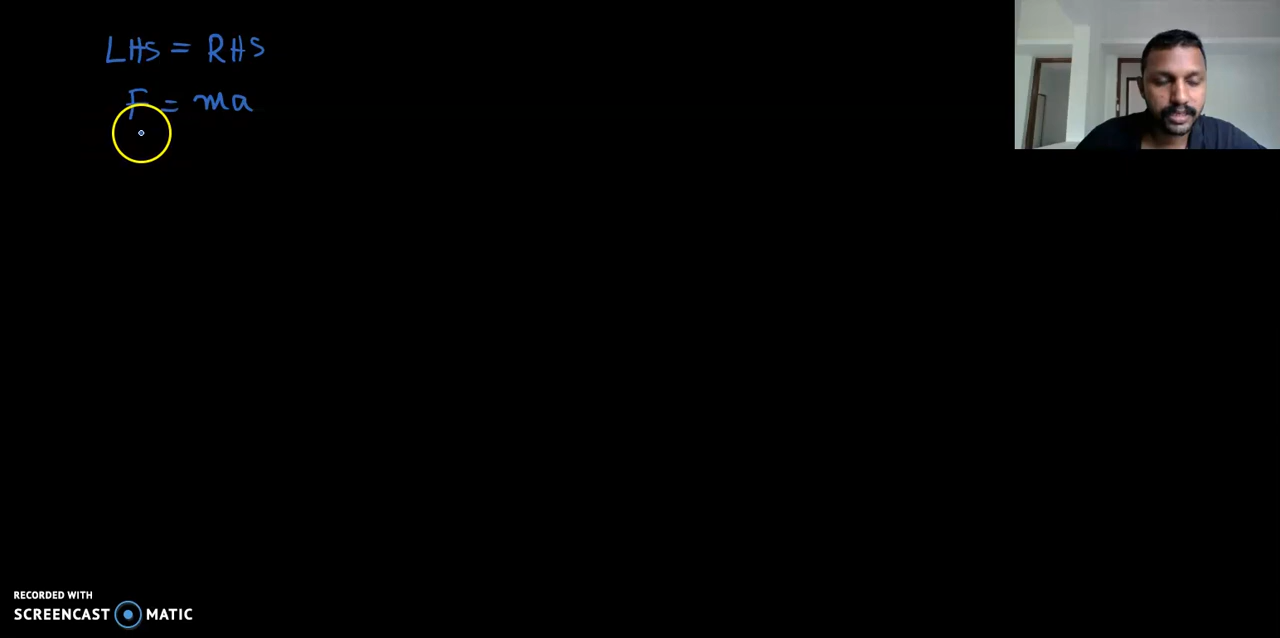 LHS = RHS
F = ma
RECORDED WITH
SCREENCAST MATIC